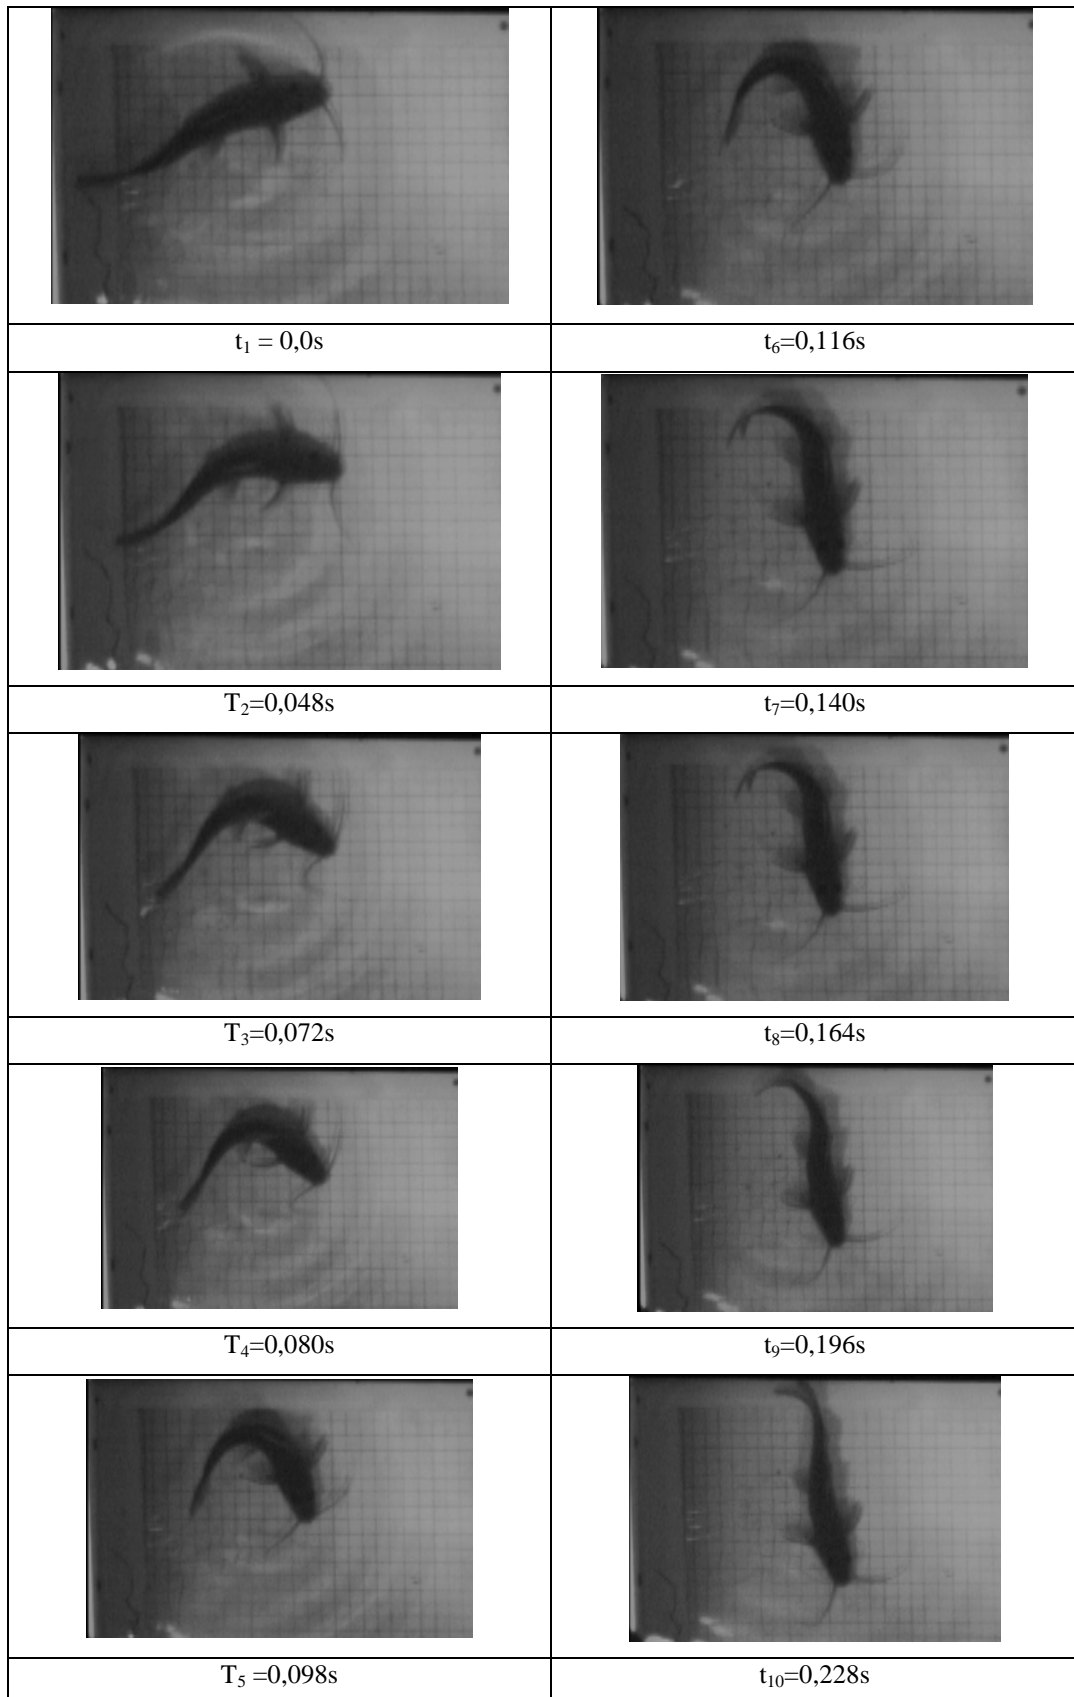 t₁ = 0,0s
t₆=0,116s
T₂=0,048s
t₇=0,140s
T₃=0,072s
t₈=0,164s
T₄=0,080s
t₉=0,196s
T₅ =0,098s
t₁₀=0,228s